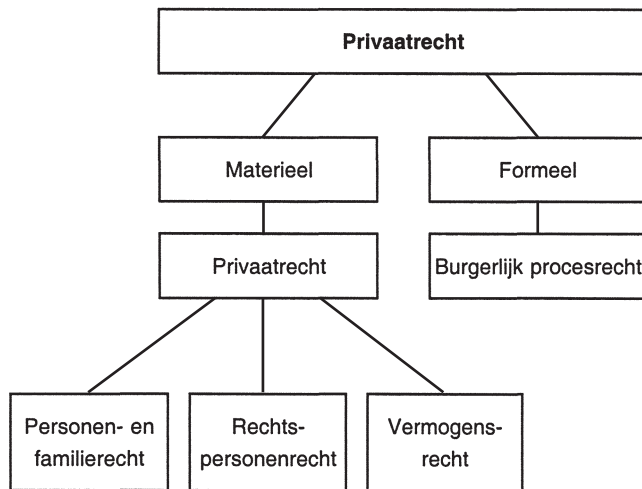 Privaatrecht
Materieel
Formeel
Privaatrecht
Burgerlijk procesrecht
Personen- en
familierecht
Rechts-
personenrecht
Vermogens-
recht